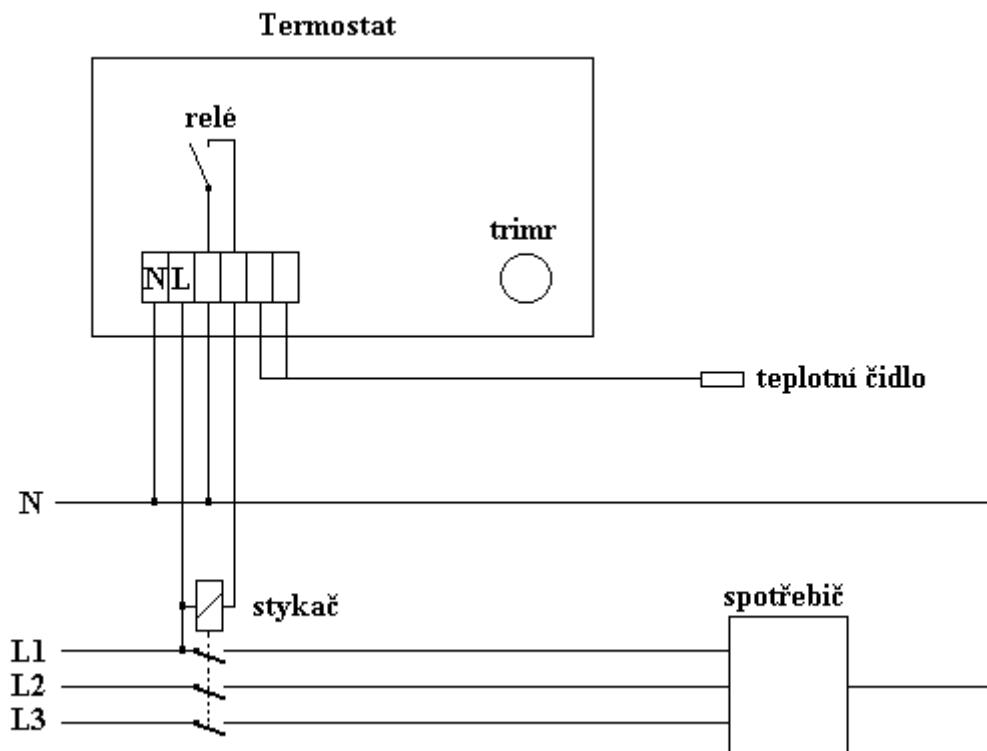 Termostat
relé
trimr
N L
teplotní čidlo
N
stykač
spotřebič
L1
L2
L3